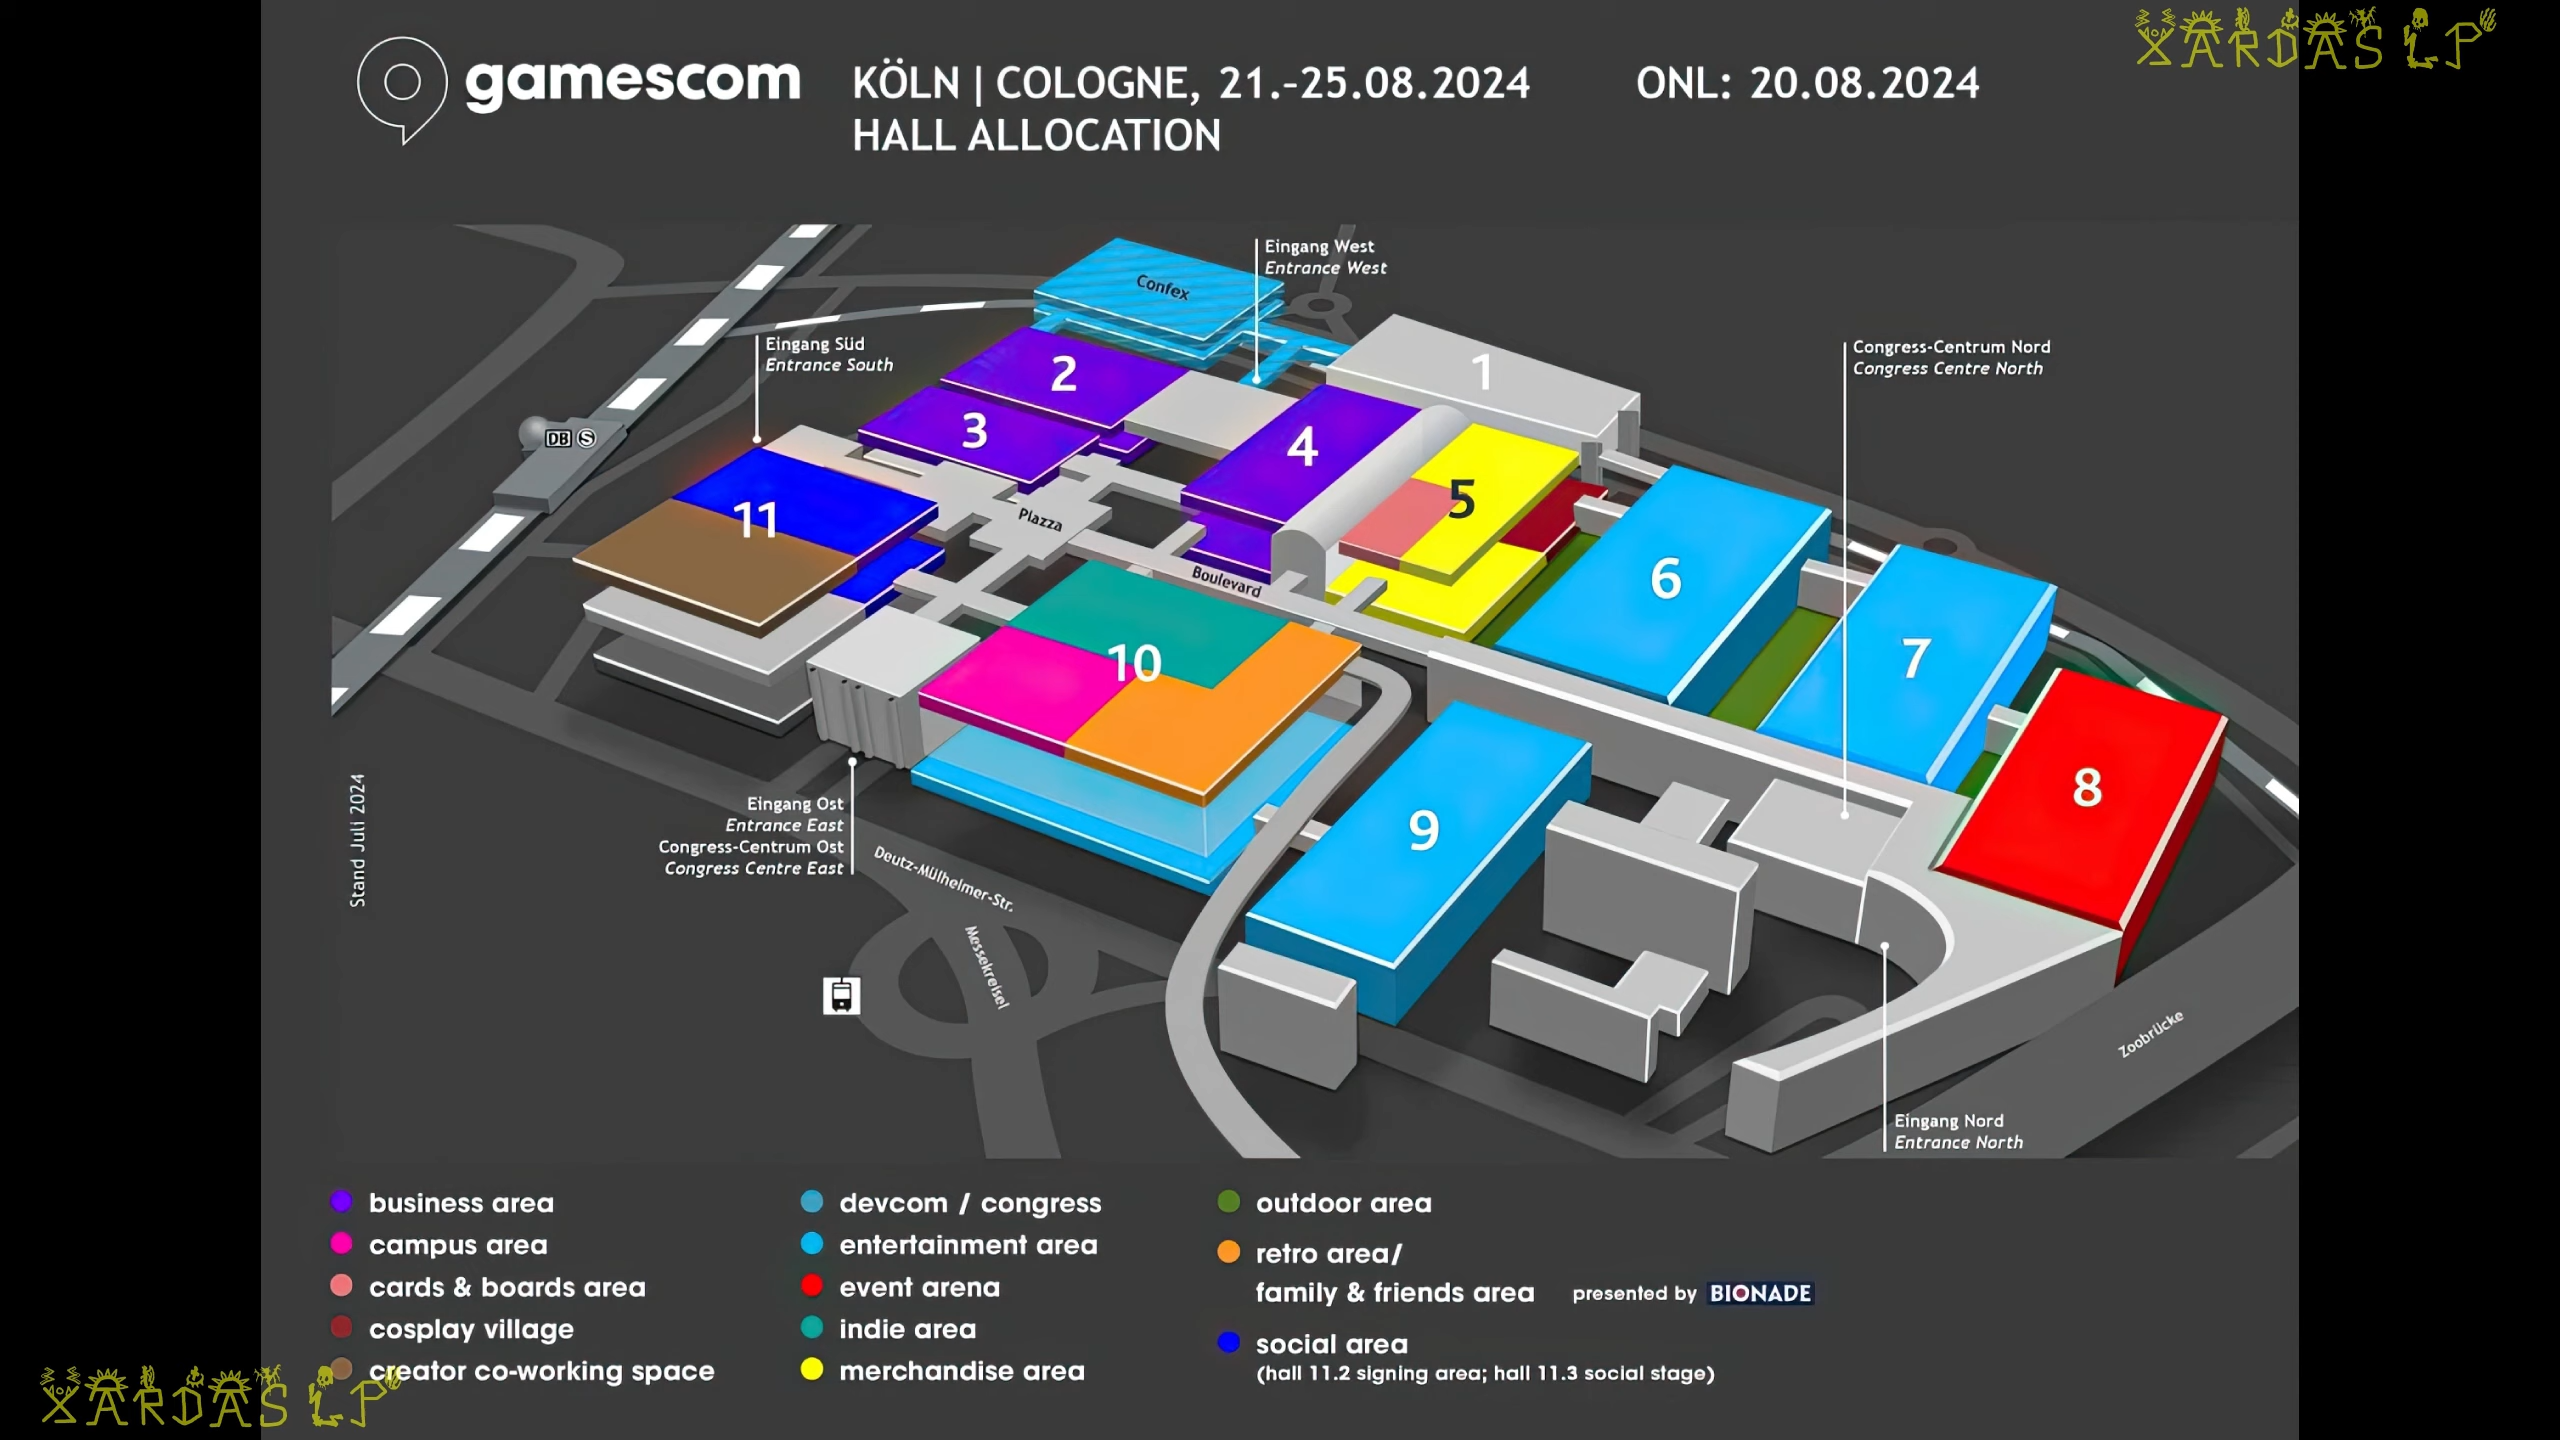 XARDAS LP
gamescom
KÖLN | COLOGNE, 21.-25.08.2024
HALL ALLOCATION
ONL: 20.08.2024
Eingang West
Entrance West
Confex
Eingang Süd
Entrance South
Congress-Centrum Nord
Congress Centre North
1
2
3
4
5
6
7
8
9
10
11
DB S
Piazza
Boulevard
Eingang Ost
Entrance East
Congress-Centrum Ost
Congress Centre East
Deutz-Mülheimer-Str.
Messekreisel
Zoobrücke
Eingang Nord
Entrance North
Stand Juli 2024
business area
campus area
cards & boards area
cosplay village
creator co-working space
devcom / congress
entertainment area
event arena
indie area
merchandise area
outdoor area
retro area/
family & friends area presented by BIONADE
social area
(hall 11.2 signing area; hall 11.3 social stage)
XARDAS LP